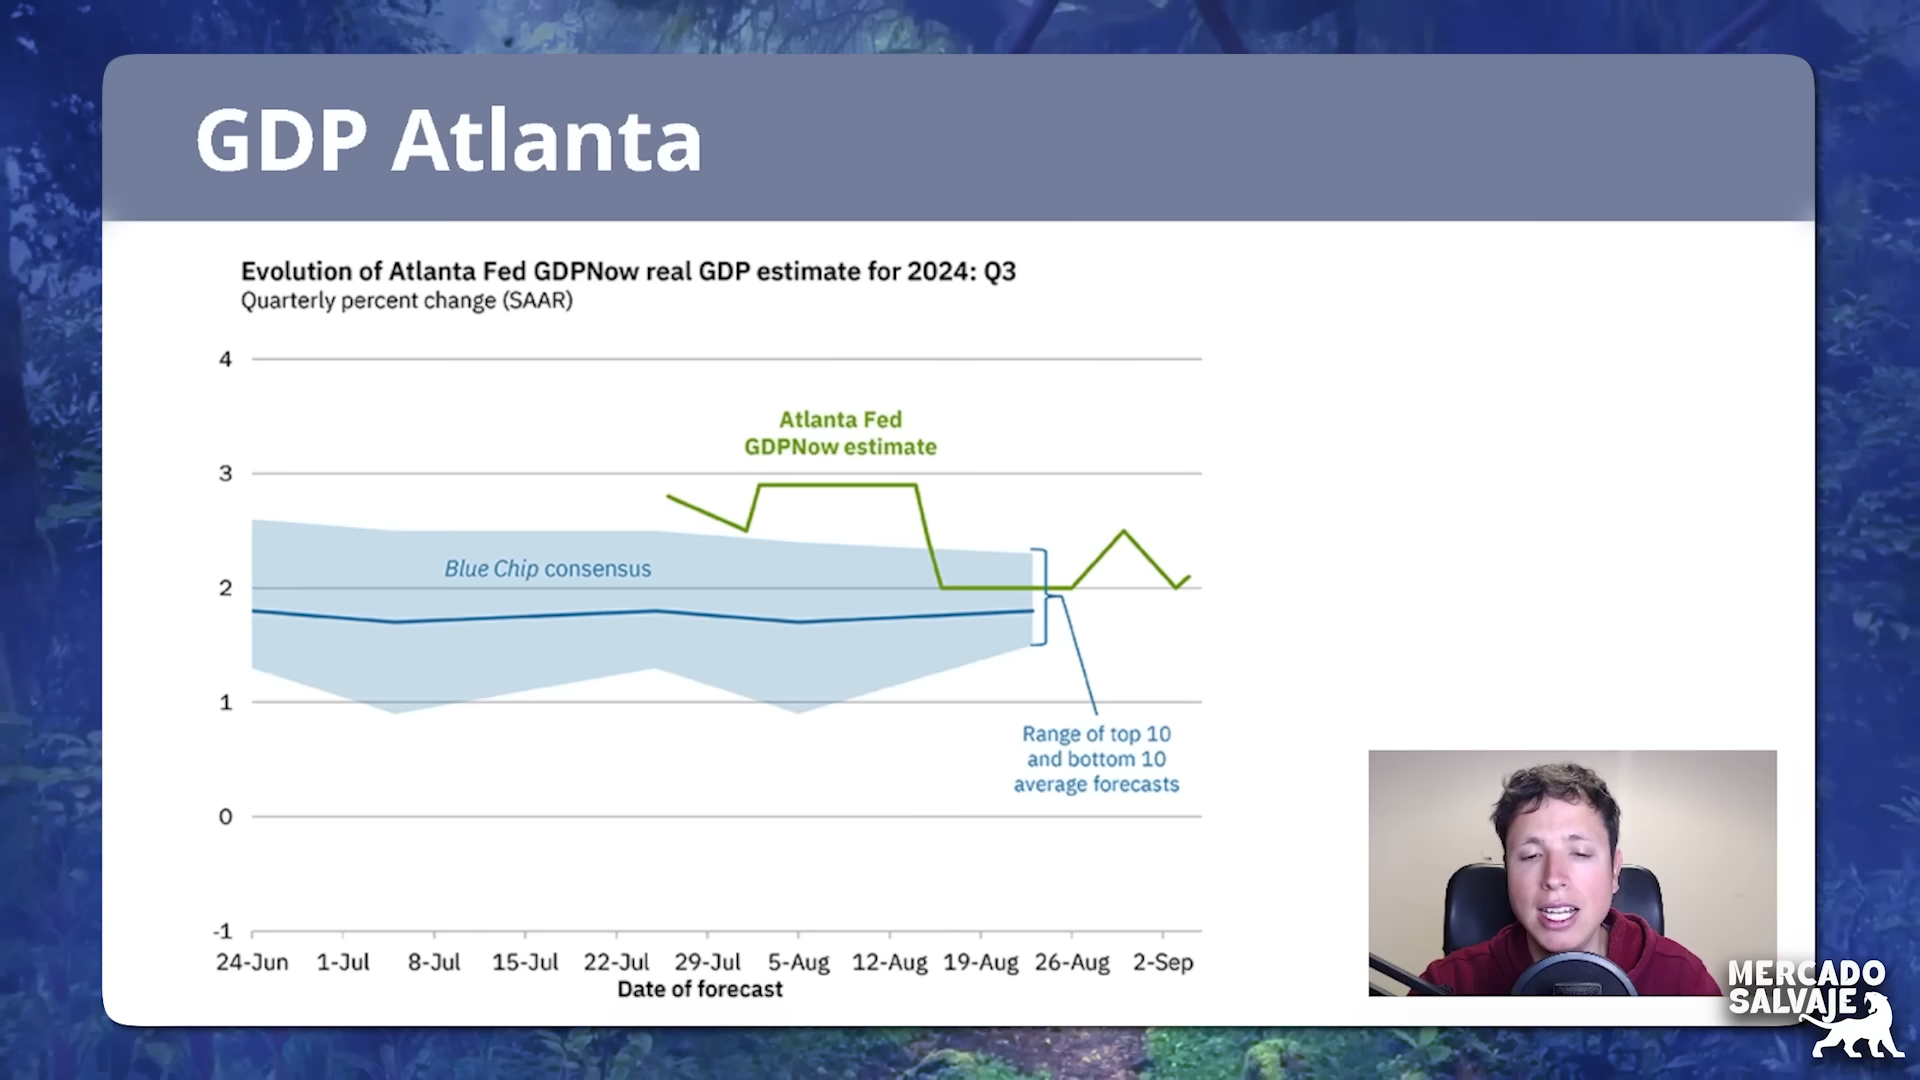 GDP Atlanta
Evolution of Atlanta Fed GDPNow real GDP estimate for 2024: Q3
Quarterly percent change (SAAR)
4
Atlanta Fed
GDPNow estimate
3
Blue Chip consensus
2
1
Range of top 10
and bottom 10
average forecasts
0
-1
24-Jun 1-Jul 8-Jul 15-Jul 22-Jul 29-Jul 5-Aug 12-Aug 19-Aug 26-Aug 2-Sep
Date of forecast
MERCADO
SALVAJE